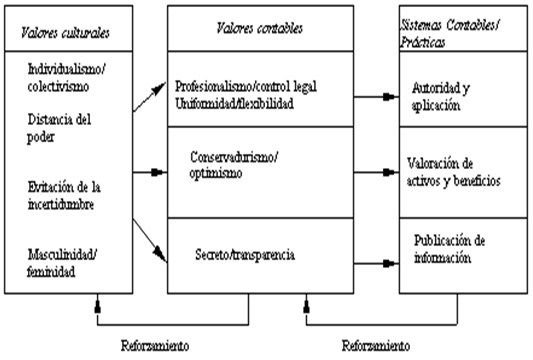 Valores culturales
Individualismo/
colectivismo
Distancia del
poder
Evitación de la
incertidumbre
Masculinidad/
feminidad
Valores contables
Profesionalismo/control legal
Uniformidad/flexibilidad
Conservadurismo/
optimismo
Secreto/transparencia
Sistemas Contables/
Prácticas
Autoridad y
aplicación
Valoración de
activos y beneficios
Publicación de
información
Reforzamiento
Reforzamiento